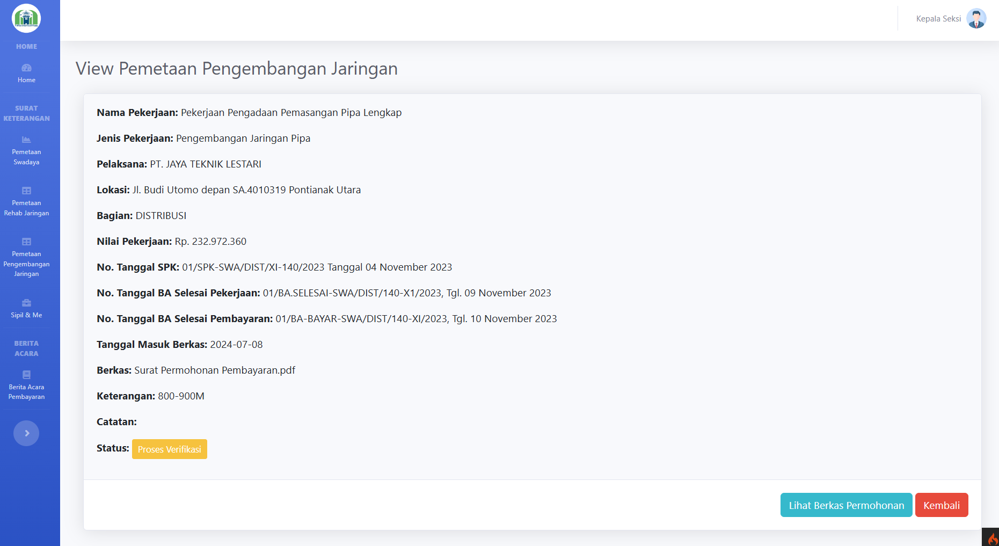 TIRTA KHATULISTIWA
HOME
Home
SURAT
KETERANGAN
Pemetaan
Swadaya
Pemetaan
Rehab Jaringan
Pemetaan
Pengembangan
Jaringan
Sipil & Me
BERITA
ACARA
Berita Acara
Pembayaran
Kepala Seksi
View Pemetaan Pengembangan Jaringan
Nama Pekerjaan: Pekerjaan Pengadaan Pemasangan Pipa Lengkap
Jenis Pekerjaan: Pengembangan Jaringan Pipa
Pelaksana: PT. JAYA TEKNIK LESTARI
Lokasi: Jl. Budi Utomo depan SA.4010319 Pontianak Utara
Bagian: DISTRIBUSI
Nilai Pekerjaan: Rp. 232.972.360
No. Tanggal SPK: 01/SPK-SWA/DIST/XI-140/2023 Tanggal 04 November 2023
No. Tanggal BA Selesai Pekerjaan: 01/BA.SELESAI-SWA/DIST/140-X1/2023, Tgl. 09 November 2023
No. Tanggal BA Selesai Pembayaran: 01/BA-BAYAR-SWA/DIST/140-XI/2023, Tgl. 10 November 2023
Tanggal Masuk Berkas: 2024-07-08
Berkas: Surat Permohonan Pembayaran.pdf
Keterangan: 800-900M
Catatan:
Status: Proses Verifikasi
Lihat Berkas Permohonan Kembali